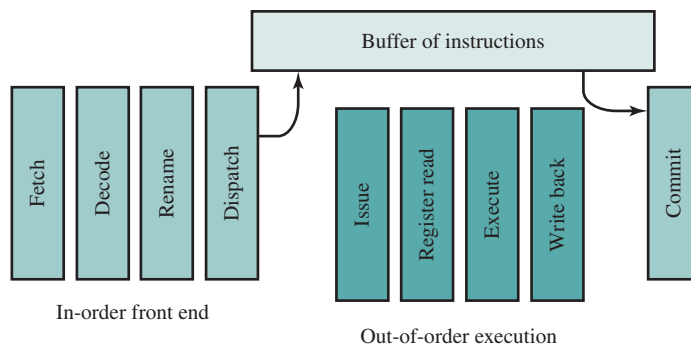 Buffer of instructions
Fetch
Decode
Rename
Dispatch
Issue
Register read
Execute
Write back
Commit
In-order front end
Out-of-order execution